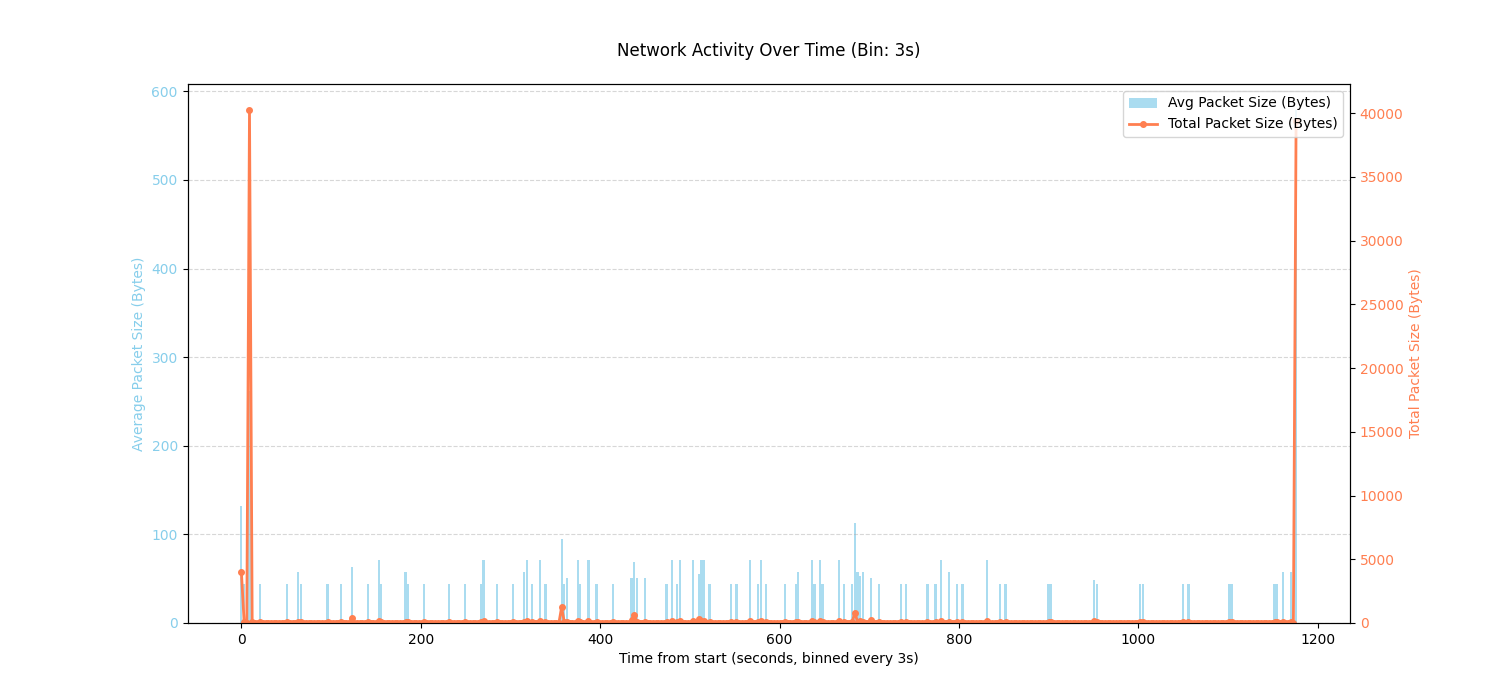 Network Activity Over Time (Bin: 3s)
Avg Packet Size (Bytes)
Total Packet Size (Bytes)
Average Packet Size (Bytes)
600
500
400
300
200
100
0
40000
35000
30000
25000
20000
15000
10000
5000
0
Total Packet Size (Bytes)
0 200 400 600 800 1000 1200
Time from start (seconds, binned every 3s)